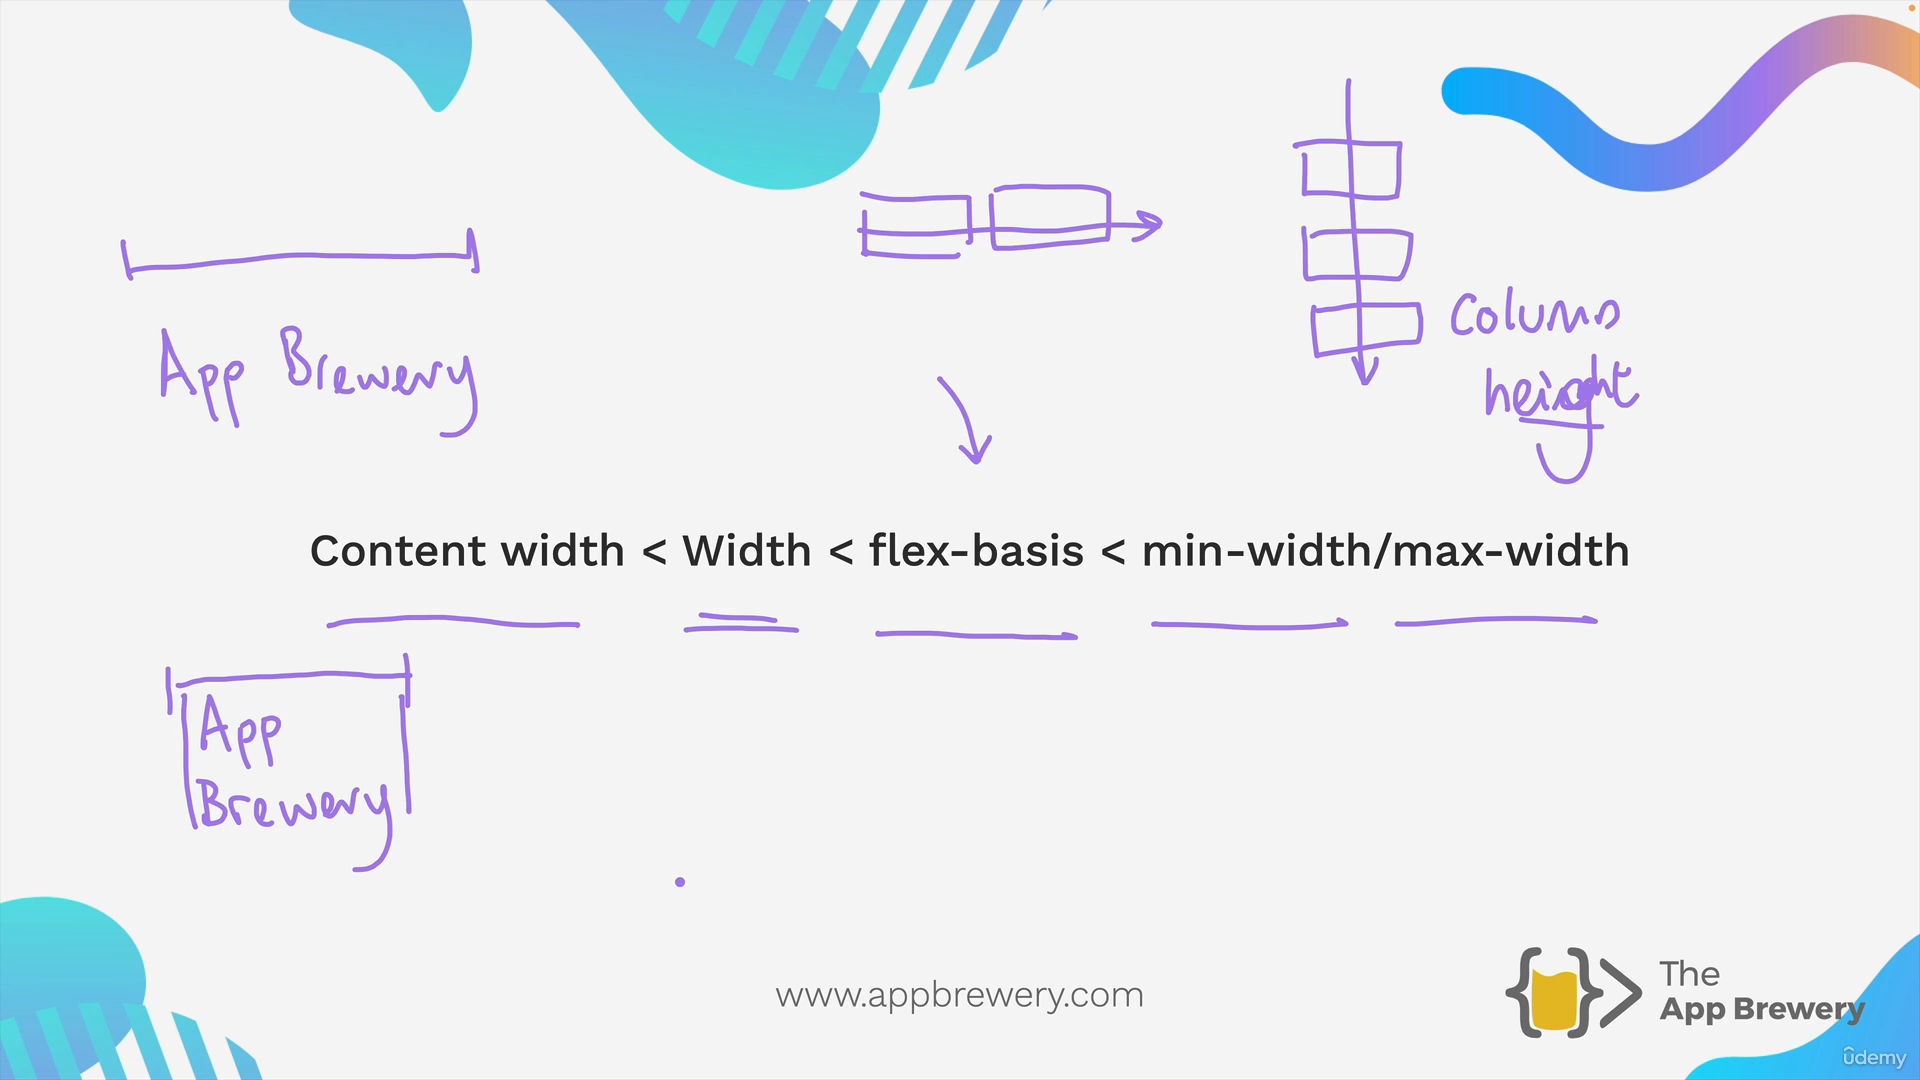 App Brewery
Column
height
Content width < Width < flex-basis < min-width/max-width
App
Brewery
www.appbrewery.com
The
App Brewery
ûdemy